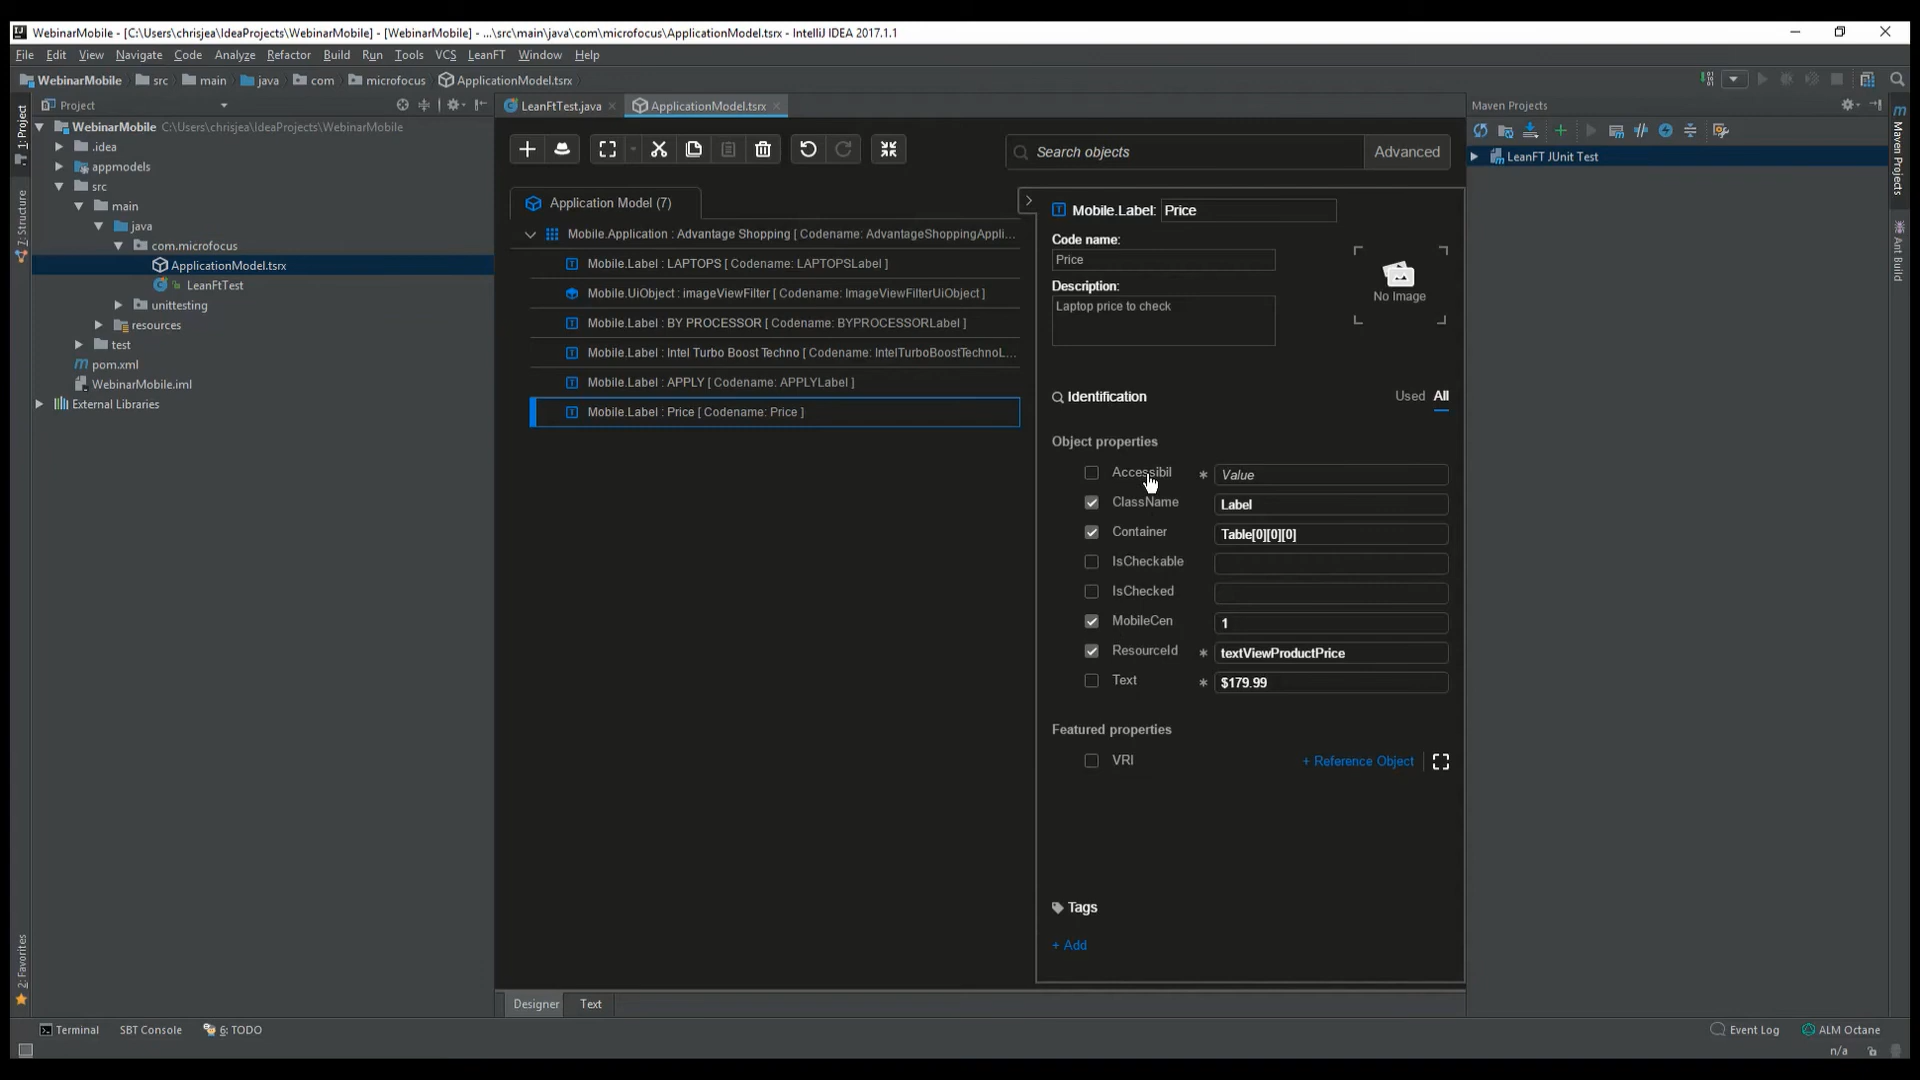 WebinarMobile - [C:\Users\chrisjea\IdeaProjects\WebinarMobile] - [WebinarMobile] - ...\src\main\java\com\microfocus\ApplicationModel.tsrx - IntelliJ IDEA 2017.1.1
File Edit View Navigate Code Analyze Refactor Build Run Tools VCS LeanFT Window Help
WebinarMobile src main java com microfocus ApplicationModel.tsrx
1: Project
Z: Structure
2: Favorites
Project
WebinarMobile C:\Users\chrisjea\IdeaProjects\WebinarMobile
.idea
appmodels
src
main
java
com.microfocus
ApplicationModel.tsrx
LeanFtTest
unittesting
resources
test
pom.xml
WebinarMobile.iml
External Libraries
LeanFtTest.java ApplicationModel.tsrx
Search objects Advanced
Application Model (7)
Mobile.Application : Advantage Shopping [ Codename: AdvantageShoppingAppli...
Mobile.Label : LAPTOPS [ Codename: LAPTOPSLabel ]
Mobile.UiObject : imageViewFilter [ Codename: ImageViewFilterUiObject ]
Mobile.Label : BY PROCESSOR [ Codename: BYPROCESSORLabel ]
Mobile.Label : Intel Turbo Boost Techno [ Codename: IntelTurboBoostTechnoL...
Mobile.Label : APPLY [ Codename: APPLYLabel ]
Mobile.Label : Price [ Codename: Price ]
Mobile.Label: Price
Code name:
Price
Description:
Laptop price to check
No Image
Identification Used All
Object properties
Accessibil * Value
ClassName Label
Container Table[0][0][0]
IsCheckable
IsChecked
MobileCen 1
ResourceId * textViewProductPrice
Text * $179.99
Featured properties
VRI + Reference Object
Tags
+ Add
Designer Text
Maven Projects
LeanFT JUnit Test
Maven Projects
Ant Build
Terminal SBT Console 6: TODO Event Log ALM Octane
n/a